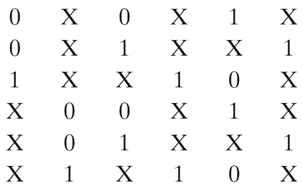 0 X 0 X 1 X
0 X 1 X X 1
1 X X 1 0 X
X 0 0 X 1 X
X 0 1 X X 1
X 1 X 1 0 X